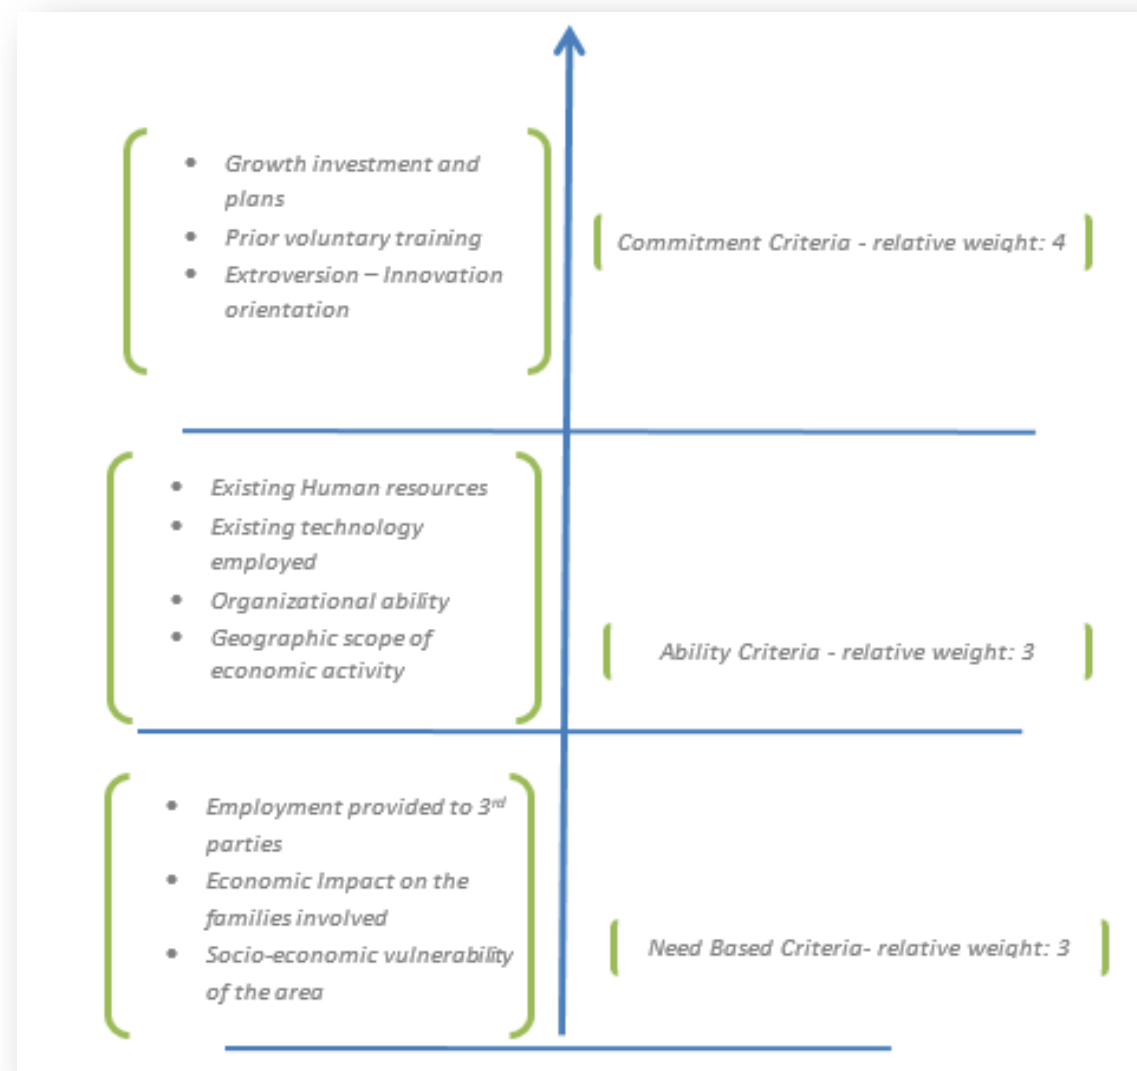 • Growth investment and
plans
• Prior voluntary training
• Extroversion – Innovation
orientation
Commitment Criteria - relative weight: 4
• Existing Human resources
• Existing technology
employed
• Organizational ability
• Geographic scope of
economic activity
Ability Criteria - relative weight: 3
• Employment provided to 3rd
parties
• Economic Impact on the
families involved
• Socio-economic vulnerability
of the area
Need Based Criteria- relative weight: 3